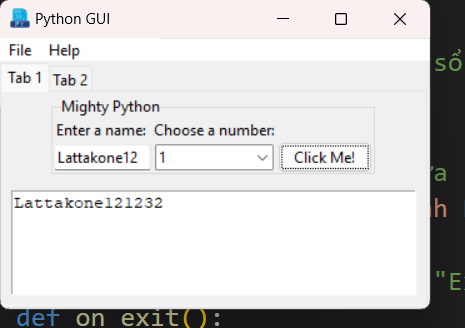 Python GUI
File Help
Tab 1 Tab 2
Mighty Python
Enter a name: Choose a number:
Lattakone12 1 Click Me!
Lattakone121232
sổ
nh
"Ex
def on_exit():